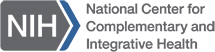 NIH
National Center for
Complementary and
Integrative Health